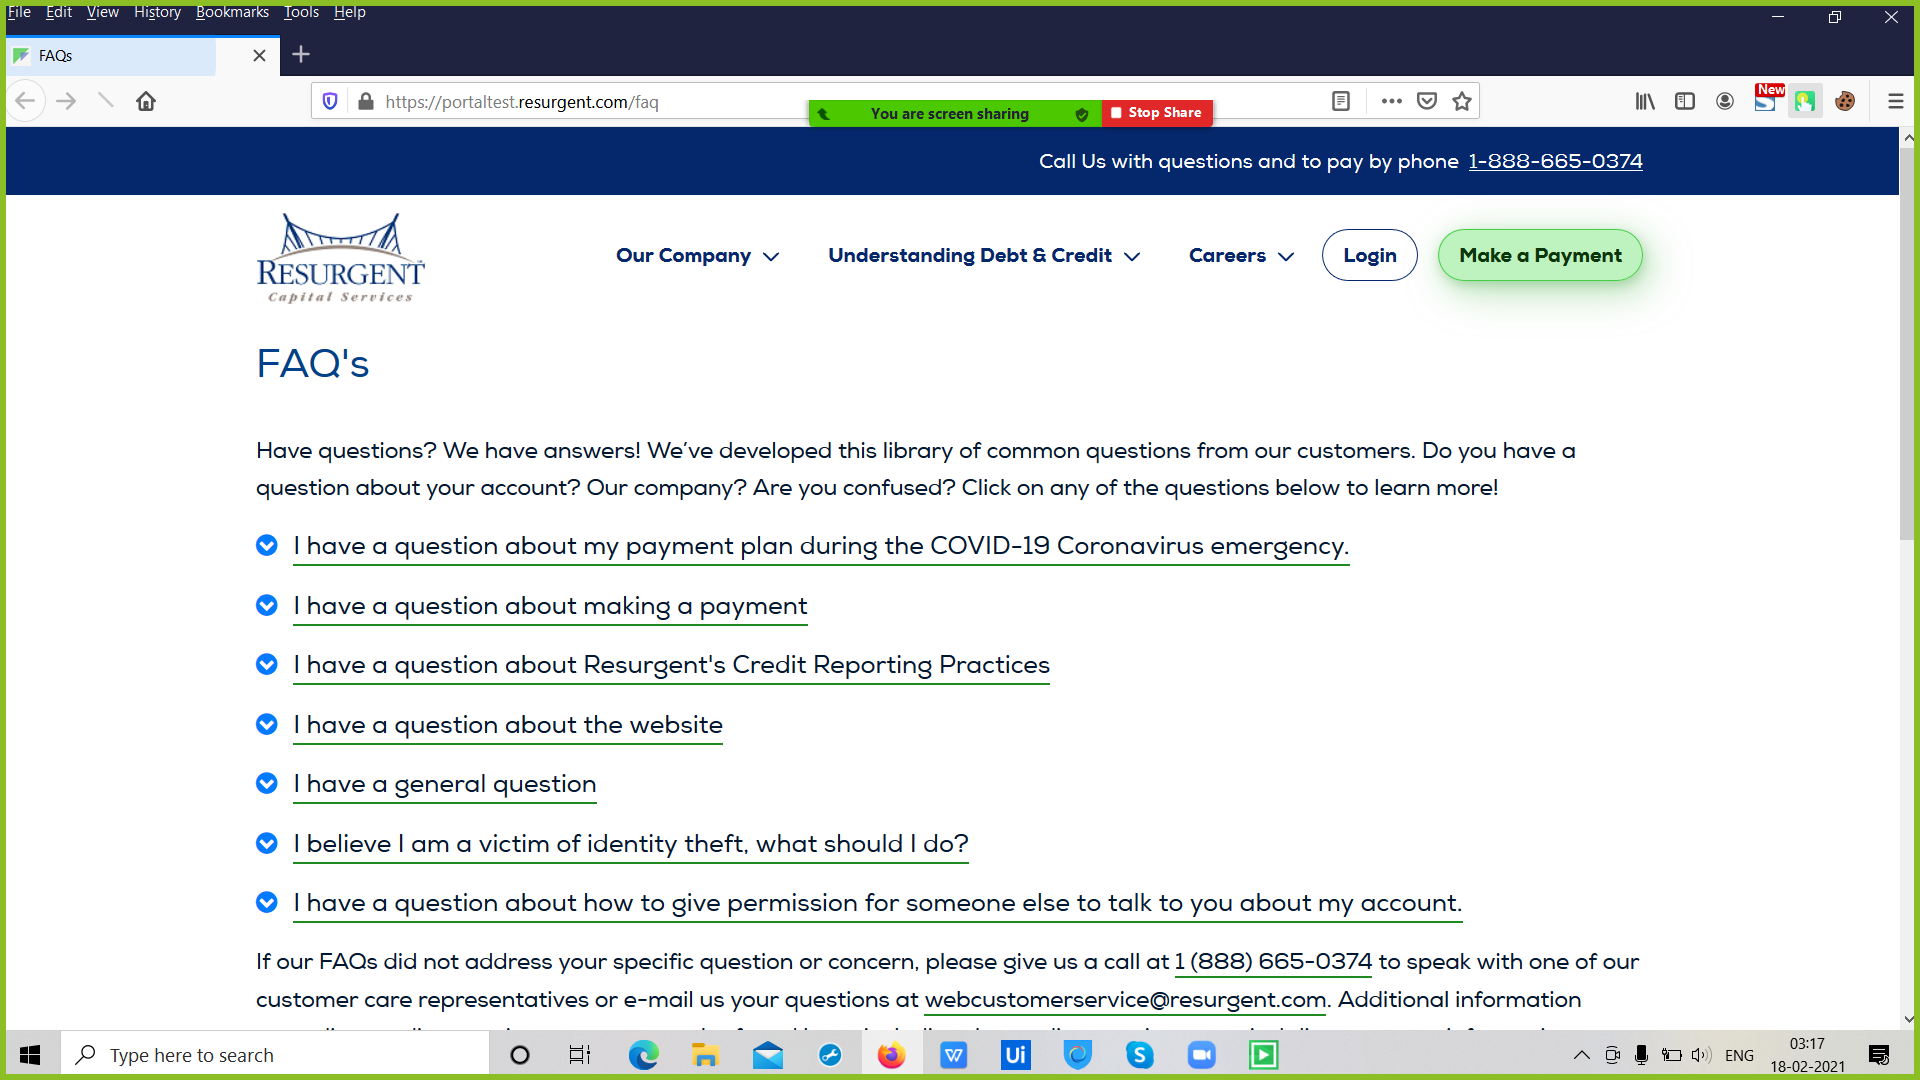 File Edit View History Bookmarks Tools Help
FAQs
https://portaltest.resurgent.com/faq
You are screen sharing
Stop Share
New
Call Us with questions and to pay by phone 1-888-665-0374
RESURGENT
Capital Services
Our Company
Understanding Debt & Credit
Careers
Login
Make a Payment
FAQ's
Have questions? We have answers! We’ve developed this library of common questions from our customers. Do you have a
question about your account? Our company? Are you confused? Click on any of the questions below to learn more!
I have a question about my payment plan during the COVID-19 Coronavirus emergency.
I have a question about making a payment
I have a question about Resurgent's Credit Reporting Practices
I have a question about the website
I have a general question
I believe I am a victim of identity theft, what should I do?
I have a question about how to give permission for someone else to talk to you about my account.
If our FAQs did not address your specific question or concern, please give us a call at 1 (888) 665-0374 to speak with one of our
customer care representatives or e-mail us your questions at webcustomerservice@resurgent.com. Additional information
Type here to search
Ui
ENG
03:17
18-02-2021